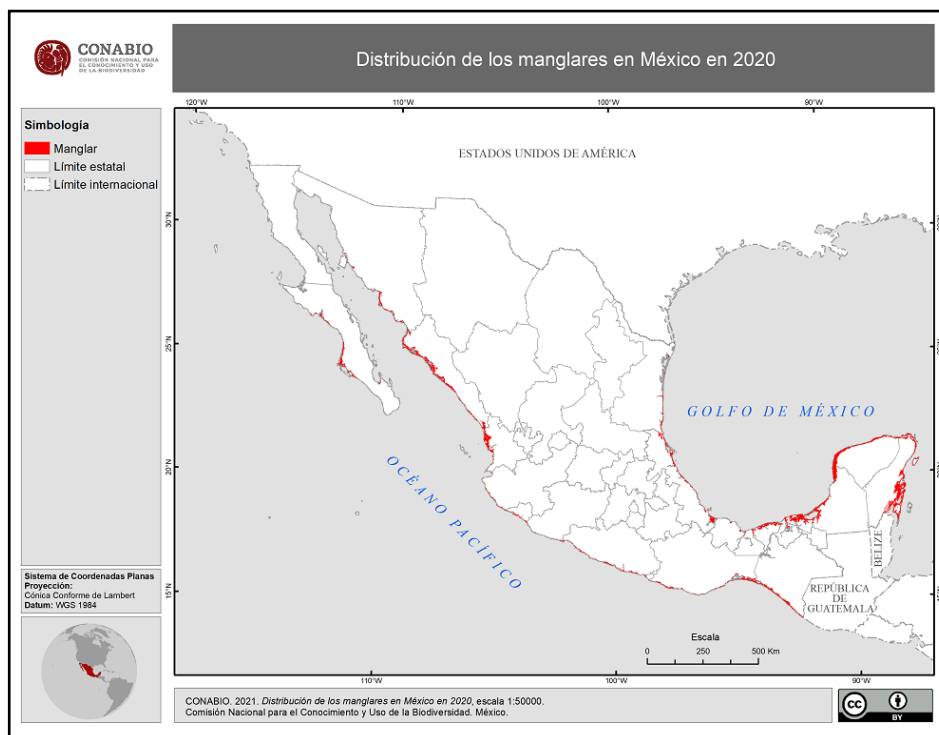 CONABIO
COMISIÓN NACIONAL PARA
EL CONOCIMIENTO Y USO
DE LA BIODIVERSIDAD
Distribución de los manglares en México en 2020
Simbología
Manglar
Límite estatal
Límite internacional
120°W
110°W
100°W
90°W
ESTADOS UNIDOS DE AMÉRICA
30°N
25°N
20°N
15°N
GOLFO DE MÉXICO
OCÉANO PACÍFICO
BELIZE
REPÚBLICA
DE
GUATEMALA
Escala
0 250 500 Km
110°W
100°W
90°W
Sistema de Coordenadas Planas
Proyección:
Cónica Conforme de Lambert
Datum: WGS 1984
CONABIO. 2021. Distribución de los manglares en México en 2020, escala 1:50000.
Comisión Nacional para el Conocimiento y Uso de la Biodiversidad. México.
CC
BY